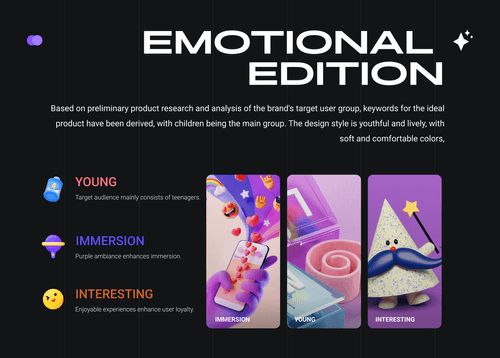 EMOTIONAL
EDITION
Based on preliminary product research and analysis of the brand's target user group, keywords for the ideal
product have been derived, with children being the main group. The design style is youthful and lively, with
soft and comfortable colors,
YOUNG
Target audience mainly consists of teenagers.
IMMERSION
Purple ambiance enhances immersion.
INTERESTING
Enjoyable experiences enhance user loyalty.
IMMERSION
YOUNG
INTERESTING